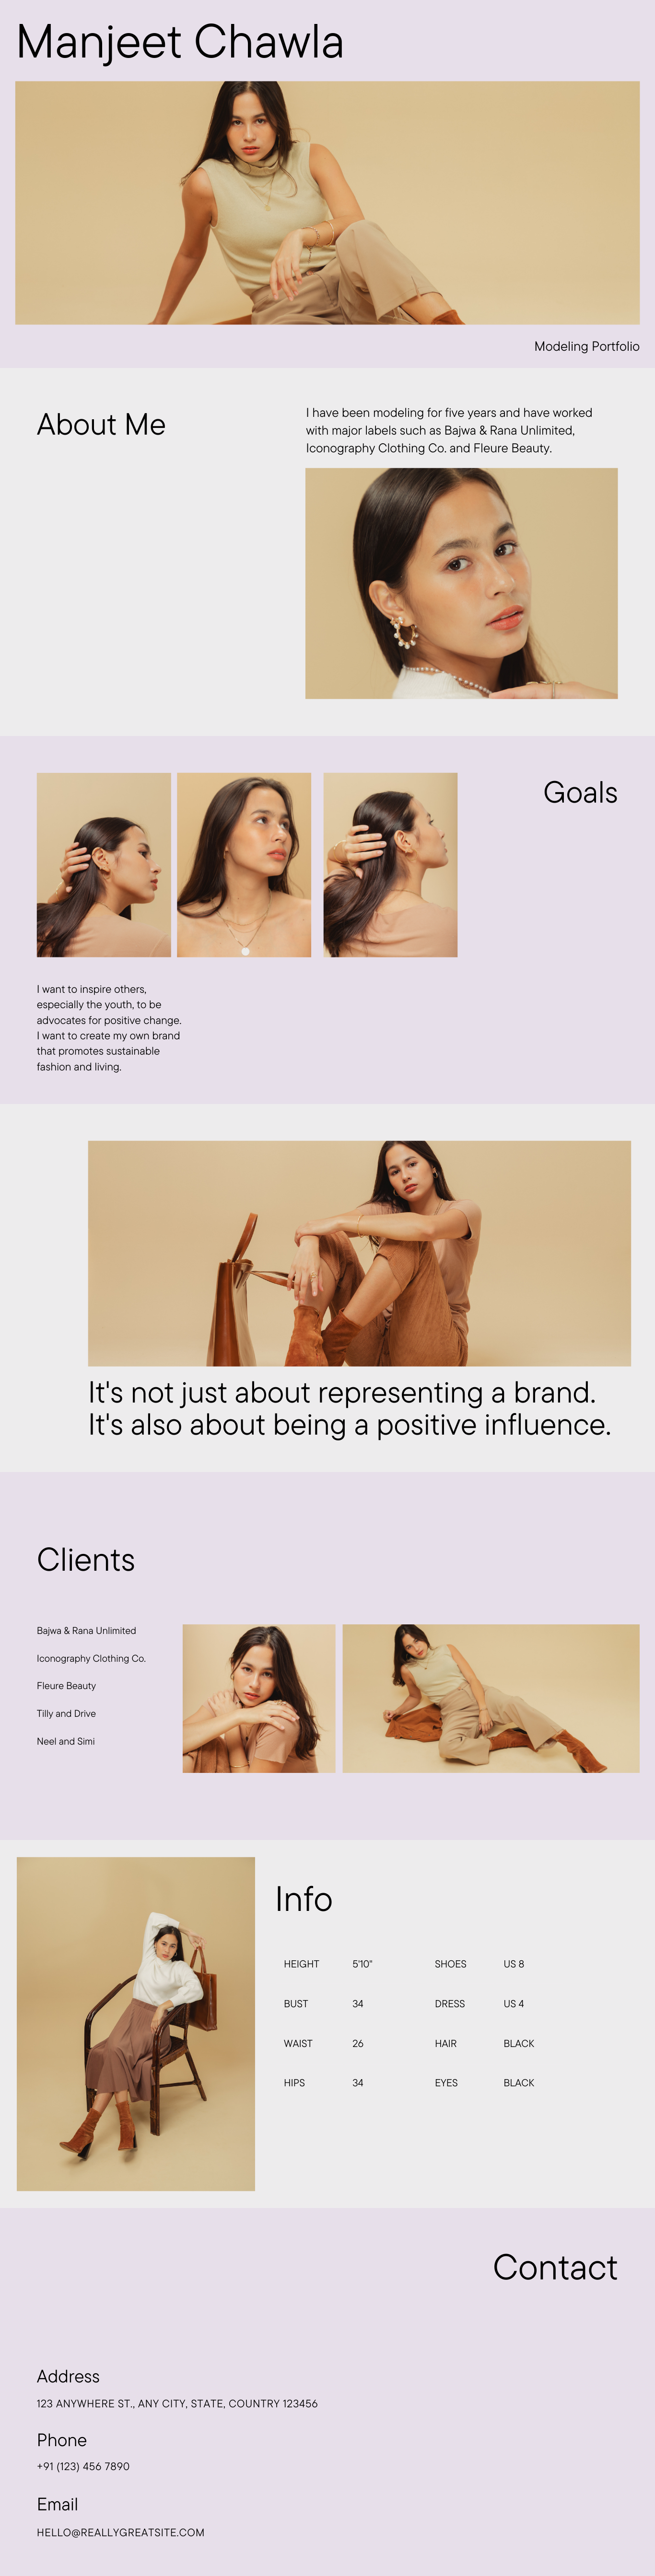 Manjeet Chawla
Modeling Portfolio
About Me
I have been modeling for five years and have worked
with major labels such as Bajwa & Rana Unlimited,
Iconography Clothing Co. and Fleure Beauty.
Goals
I want to inspire others,
especially the youth, to be
advocates for positive change.
I want to create my own brand
that promotes sustainable
fashion and living.
It's not just about representing a brand.
It's also about being a positive influence.
Clients
Bajwa & Rana Unlimited
Iconography Clothing Co.
Fleure Beauty
Tilly and Drive
Neel and Simi
Info
HEIGHT 5'10" SHOES US 8
BUST 34 DRESS US 4
WAIST 26 HAIR BLACK
HIPS 34 EYES BLACK
Contact
Address
123 ANYWHERE ST., ANY CITY, STATE, COUNTRY 123456
Phone
+91 (123) 456 7890
Email
HELLO@REALLYGREATSITE.COM